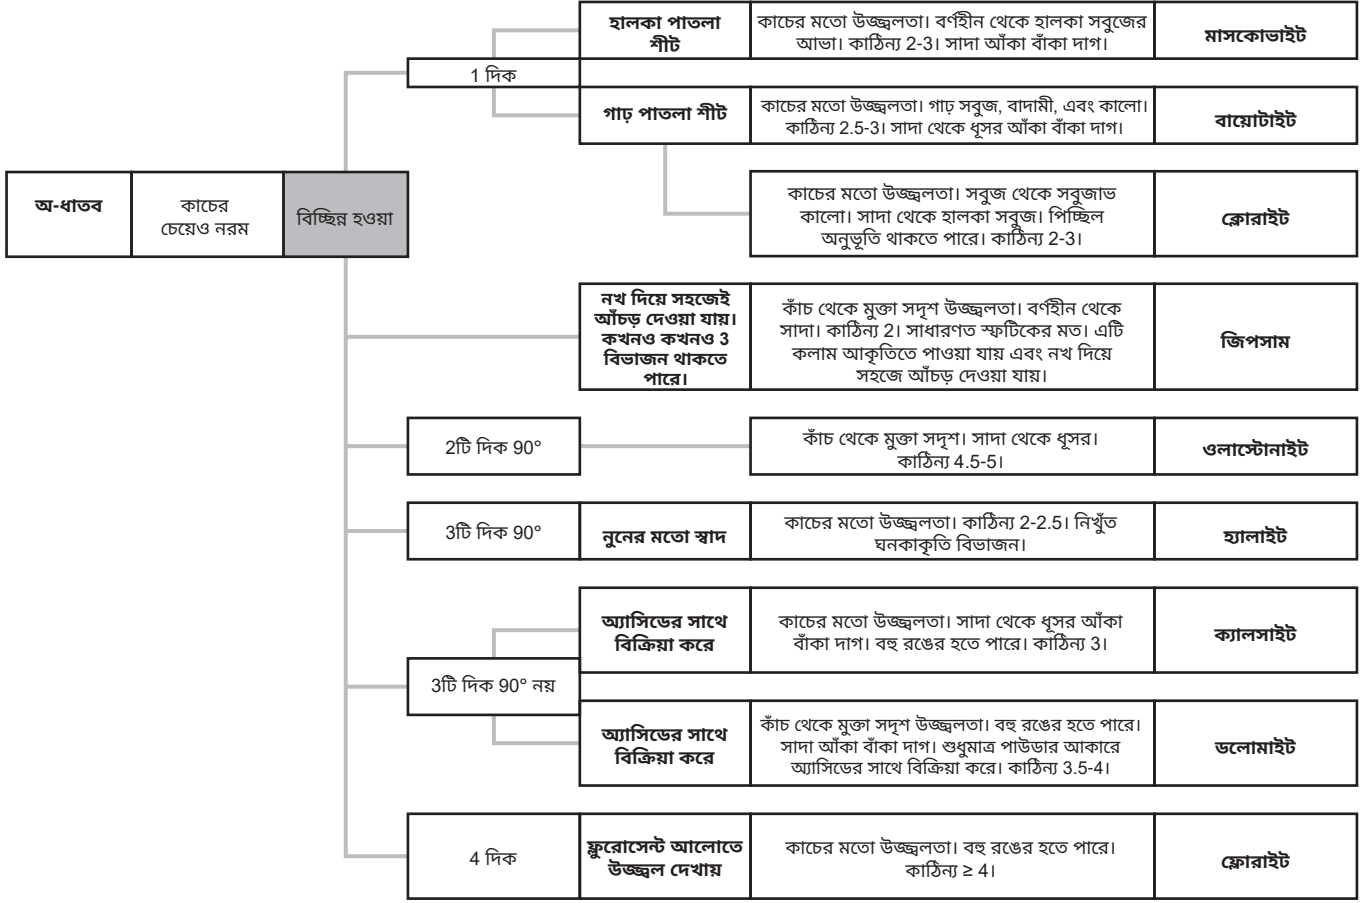 হালকা পাতলা
শীট
কাচের মতো উজ্জ্বলতা। বর্ণহীন থেকে হালকা সবুজের
আভা। কাঠিন্য 2-3। সাদা আঁকা বাঁকা দাগ।
মাসকোভাইট
1 দিক
গাঢ় পাতলা শীট
কাচের মতো উজ্জ্বলতা। গাঢ় সবুজ, বাদামী, এবং কালো।
কাঠিন্য 2.5-3। সাদা থেকে ধূসর আঁকা বাঁকা দাগ।
বায়োটাইট
অ-ধাতব
কাচের
চেয়েও নরম
বিচ্ছিন্ন হওয়া
কাচের মতো উজ্জ্বলতা। সবুজ থেকে সবুজাভ
কালো। সাদা থেকে হালকা সবুজ। পিচ্ছিল
অনুভূতি থাকতে পারে। কাঠিন্য 2-3।
ক্লোরাইট
নখ দিয়ে সহজেই
আঁচড় দেওয়া যায়।
কখনও কখনও 3
বিভাজন থাকতে
পারে।
কাঁচ থেকে মুক্তা সদৃশ উজ্জ্বলতা। বর্ণহীন থেকে
সাদা। কাঠিন্য 2। সাধারণত স্ফটিকের মত। এটি
কলাম আকৃতিতে পাওয়া যায় এবং নখ দিয়ে
সহজে আঁচড় দেওয়া যায়।
জিপসাম
2টি দিক 90°
কাঁচ থেকে মুক্তা সদৃশ। সাদা থেকে ধূসর।
কাঠিন্য 4.5-5।
ওলাস্টোনাইট
3টি দিক 90°
নুনের মতো স্বাদ
কাচের মতো উজ্জ্বলতা। কাঠিন্য 2-2.5। নিখুঁত
ঘনকাকৃতি বিভাজন।
হ্যালাইট
অ্যাসিডের সাথে
বিক্রিয়া করে
কাচের মতো উজ্জ্বলতা। সাদা থেকে ধূসর আঁকা
বাঁকা দাগ। বহু রঙের হতে পারে। কাঠিন্য 3।
ক্যালসাইট
3টি দিক 90° নয়
অ্যাসিডের সাথে
বিক্রিয়া করে
কাঁচ থেকে মুক্তা সদৃশ উজ্জ্বলতা। বহু রঙের হতে পারে।
সাদা আঁকা বাঁকা দাগ। শুধুমাত্র পাউডার আকারে
অ্যাসিডের সাথে বিক্রিয়া করে। কাঠিন্য 3.5-4।
ডলোমাইট
4 দিক
ফ্লুরোসেন্ট আলোতে
উজ্জ্বল দেখায়
কাচের মতো উজ্জ্বলতা। বহু রঙের হতে পারে।
কাঠিন্য ≥ 4।
ফ্লোরাইট